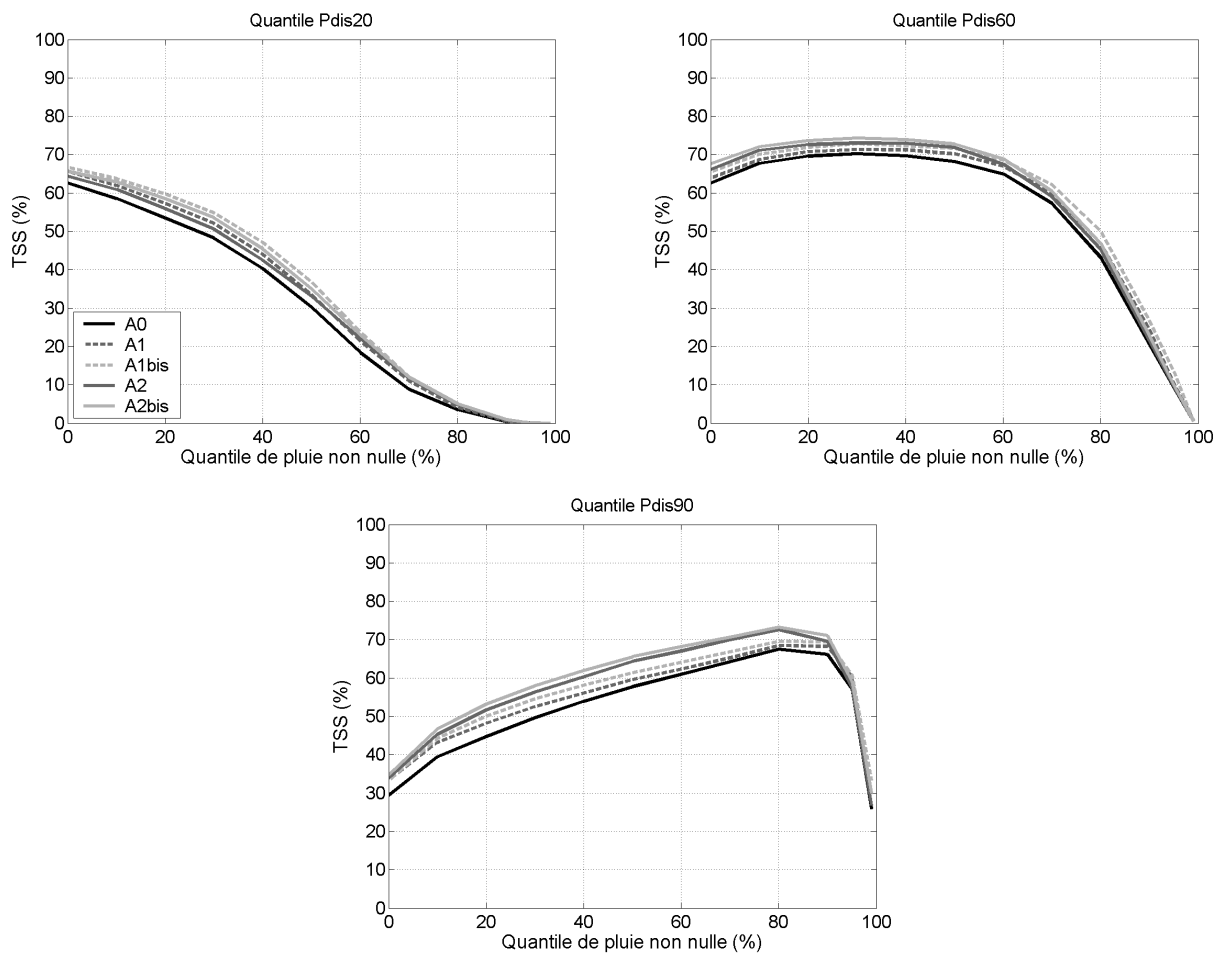 Quantile Pdis20
100
90
80
70
60
50
40
30
20
10
0
TSS (%)
A0
A1
A1bis
A2
A2bis
0 20 40 60 80 100
Quantile de pluie non nulle (%)
Quantile Pdis60
100
90
80
70
60
50
40
30
20
10
0
TSS (%)
0 20 40 60 80 100
Quantile de pluie non nulle (%)
Quantile Pdis90
100
90
80
70
60
50
40
30
20
10
0
TSS (%)
0 20 40 60 80 100
Quantile de pluie non nulle (%)